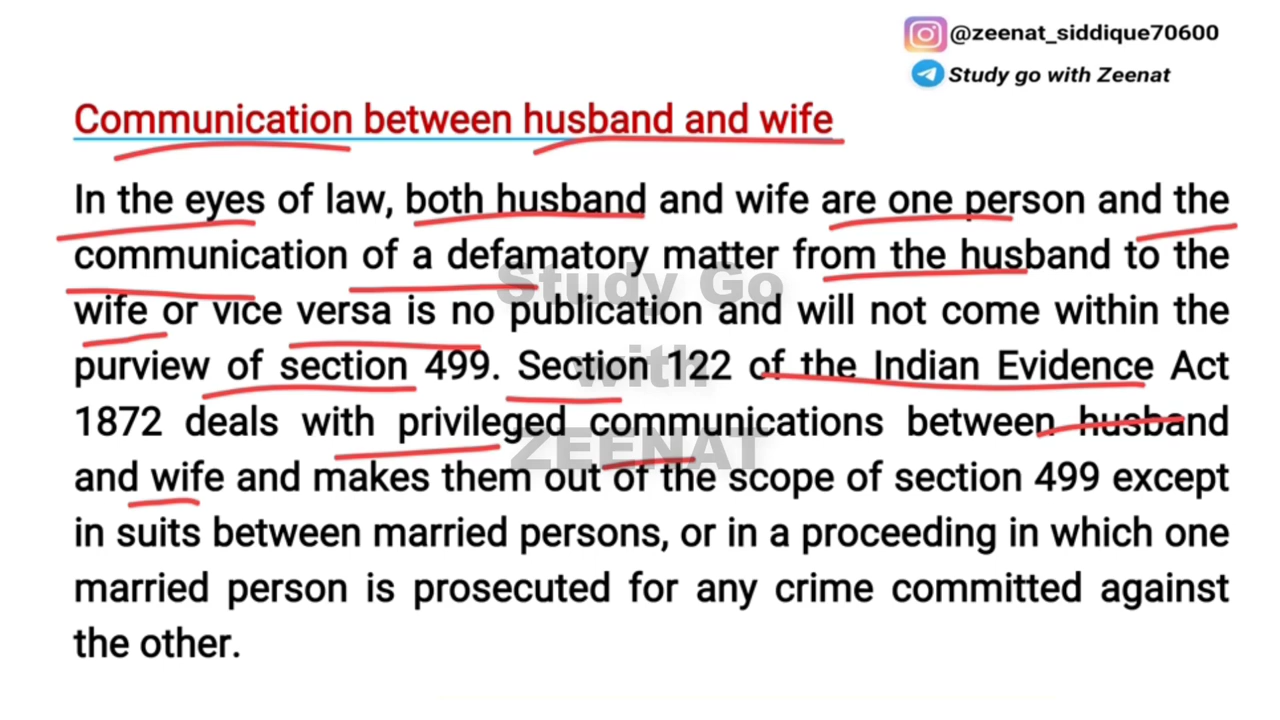 @zeenat_siddique70600
Study go with Zeenat
Communication between husband and wife
In the eyes of law, both husband and wife are one person and the
communication of a defamatory matter from the husband to the
wife or vice versa is no publication and will not come within the
purview of section 499. Section 122 of the Indian Evidence Act
1872 deals with privileged communications between husband
and wife and makes them out of the scope of section 499 except
in suits between married persons, or in a proceeding in which one
married person is prosecuted for any crime committed against
the other.
Study Go
with
ZEENAT